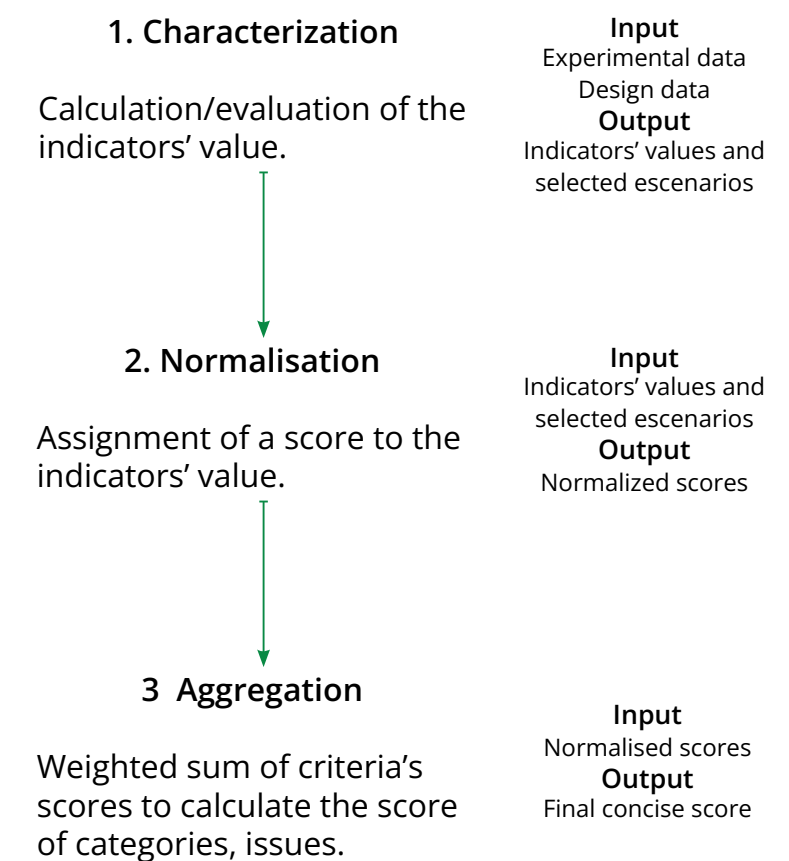 1. Characterization
Calculation/evaluation of the
indicators’ value.
Input
Experimental data
Design data
Output
Indicators’ values and
selected escenarios
2. Normalisation
Assignment of a score to the
indicators’ value.
Input
Indicators’ values and
selected escenarios
Output
Normalized scores
3  Aggregation
Weighted sum of criteria’s
scores to calculate the score
of categories, issues.
Input
Normalised scores
Output
Final concise score